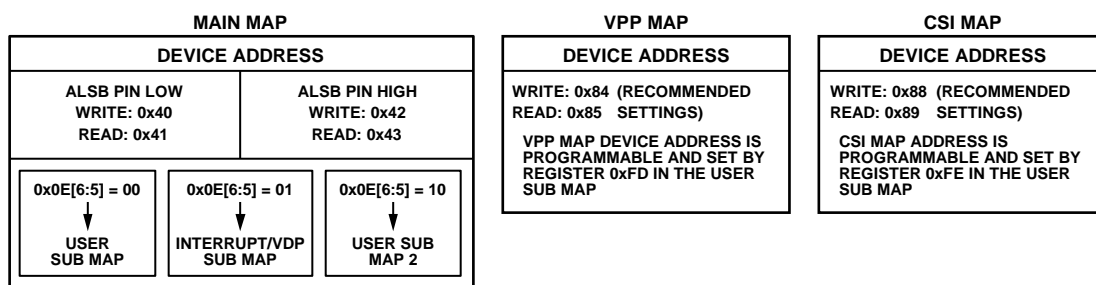 MAIN MAP
DEVICE ADDRESS
ALSB PIN LOW
WRITE: 0x40
READ: 0x41
ALSB PIN HIGH
WRITE: 0x42
READ: 0x43
0x0E[6:5] = 00
USER
SUB MAP
0x0E[6:5] = 01
INTERRUPT/VDP
SUB MAP
0x0E[6:5] = 10
USER SUB
MAP 2
VPP MAP
DEVICE ADDRESS
WRITE: 0x84 (RECOMMENDED
READ: 0x85 SETTINGS)
VPP MAP DEVICE ADDRESS IS
PROGRAMMABLE AND SET BY
REGISTER 0xFD IN THE USER
SUB MAP
CSI MAP
DEVICE ADDRESS
WRITE: 0x88 (RECOMMENDED
READ: 0x89 SETTINGS)
CSI MAP ADDRESS IS
PROGRAMMABLE AND SET BY
REGISTER 0xFE IN THE USER
SUB MAP